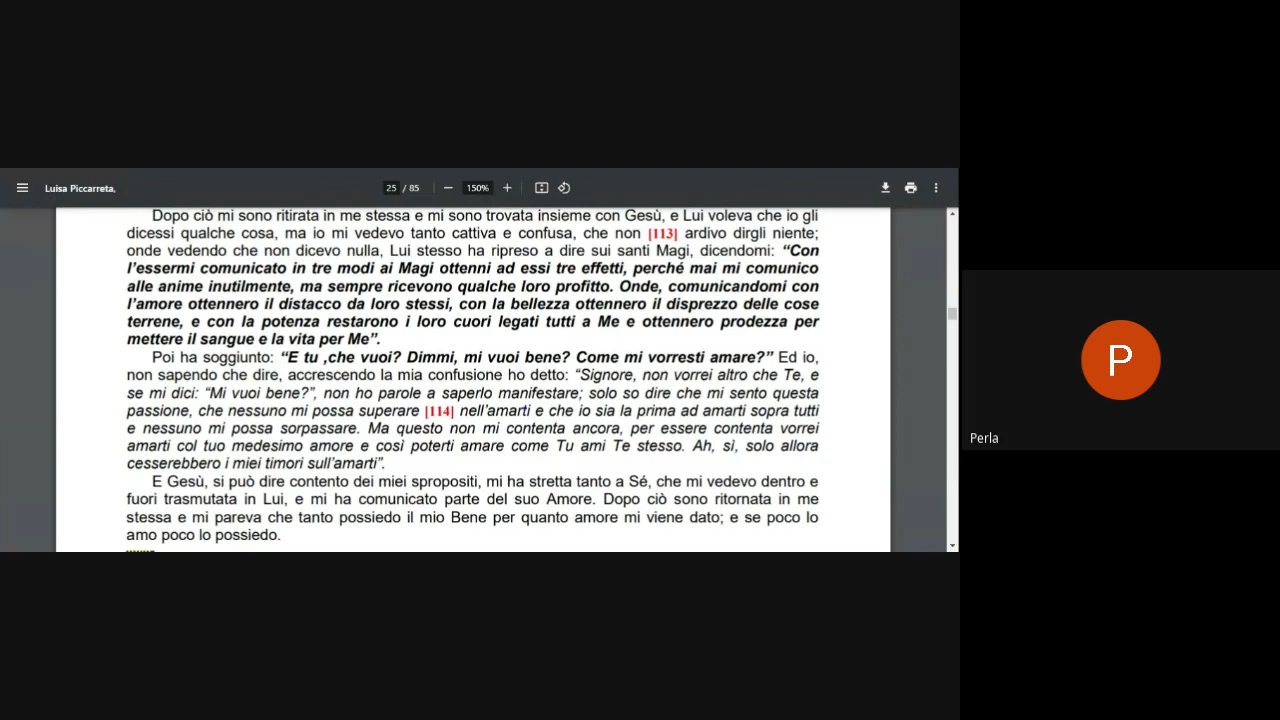 Luisa Piccarreta,
25 / 85
150%
Dopo ciò mi sono ritirata in me stessa e mi sono trovata insieme con Gesù, e Lui voleva che io gli
dicessi qualche cosa, ma io mi vedevo tanto cattiva e confusa, che non [113] ardivo dirgli niente;
onde vedendo che non dicevo nulla, Lui stesso ha ripreso a dire sui santi Magi, dicendomi: “Con
l’essermi comunicato in tre modi ai Magi ottenni ad essi tre effetti, perché mai mi comunico
alle anime inutilmente, ma sempre ricevono qualche loro profitto. Onde, comunicandomi con
l’amore ottennero il distacco da loro stessi, con la bellezza ottennero il disprezzo delle cose
terrene, e con la potenza restarono i loro cuori legati tutti a Me e ottennero prodezza per
mettere il sangue e la vita per Me”.
Poi ha soggiunto: “E tu ,che vuoi? Dimmi, mi vuoi bene? Come mi vorresti amare?” Ed io,
non sapendo che dire, accrescendo la mia confusione ho detto: “Signore, non vorrei altro che Te, e
se mi dici: “Mi vuoi bene?”, non ho parole a saperlo manifestare; solo so dire che mi sento questa
passione, che nessuno mi possa superare [114] nell’amarti e che io sia la prima ad amarti sopra tutti
e nessuno mi possa sorpassare. Ma questo non mi contenta ancora, per essere contenta vorrei
amarti col tuo medesimo amore e così poterti amare come Tu ami Te stesso. Ah, sì, solo allora
cesserebbero i miei timori sull’amarti”.
E Gesù, si può dire contento dei miei spropositi, mi ha stretta tanto a Sé, che mi vedevo dentro e
fuori trasmutata in Lui, e mi ha comunicato parte del suo Amore. Dopo ciò sono ritornata in me
stessa e mi pareva che tanto possiedo il mio Bene per quanto amore mi viene dato; e se poco lo
amo poco lo possiedo.
P
Perla